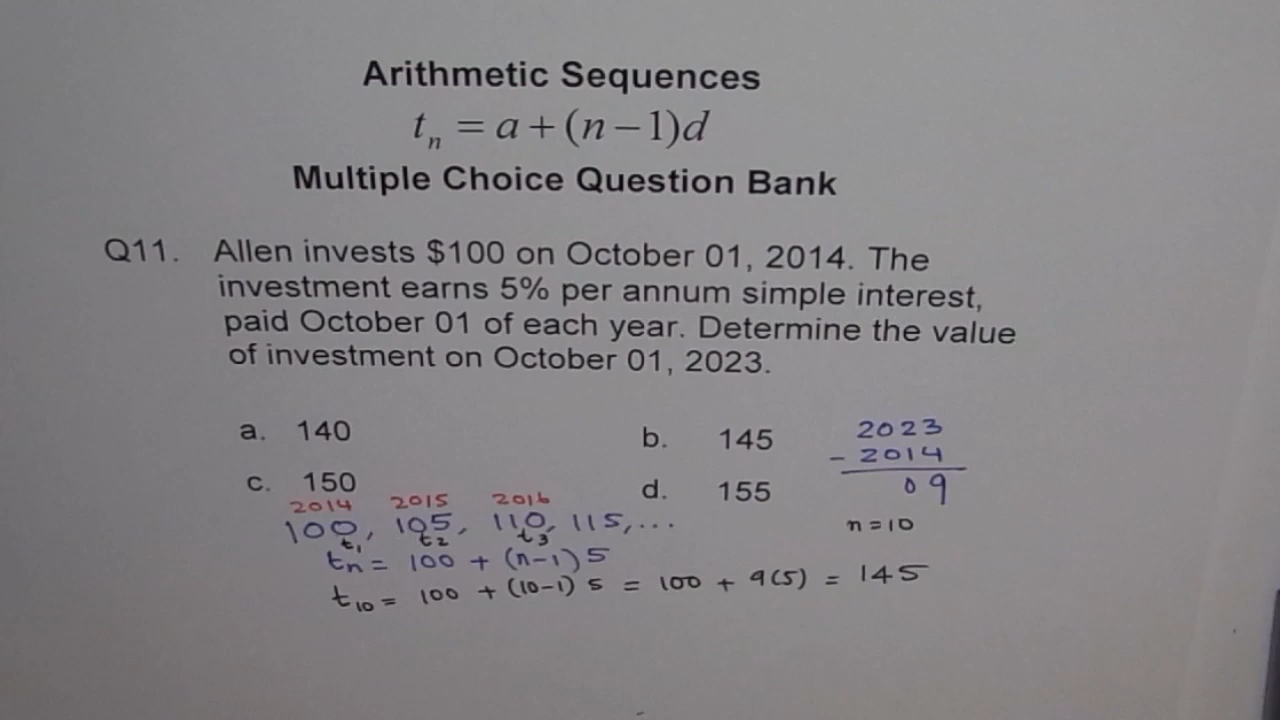 Arithmetic Sequences
tₙ = a + (n − 1)d
Multiple Choice Question Bank
Q11. Allen invests $100 on October 01, 2014. The
investment earns 5% per annum simple interest,
paid October 01 of each year. Determine the value
of investment on October 01, 2023.
a. 140
b. 145
c. 150
d. 155
2023
- 2014
09
n = 10
2014 2015 2016
100, 105, 110, 115, ...
t₁ t₂ t₃
tn = 100 + (n-1) 5
t₁₀ = 100 + (10-1) 5 = 100 + 9(5) = 145